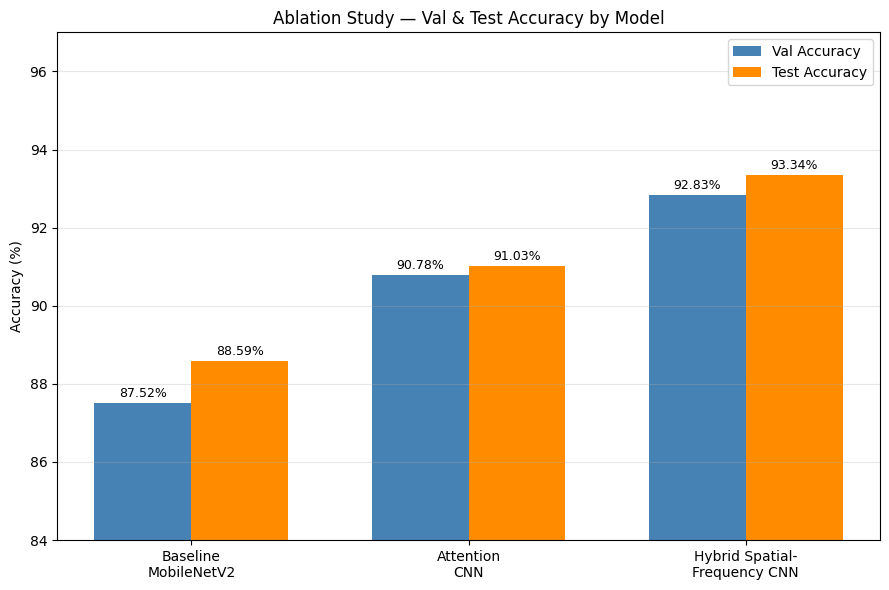 Ablation Study — Val & Test Accuracy by Model
Val Accuracy
Test Accuracy
Accuracy (%)
96
94
92
90
88
86
84
87.52%
88.59%
90.78%
91.03%
92.83%
93.34%
Baseline
MobileNetV2
Attention
CNN
Hybrid Spatial-
Frequency CNN